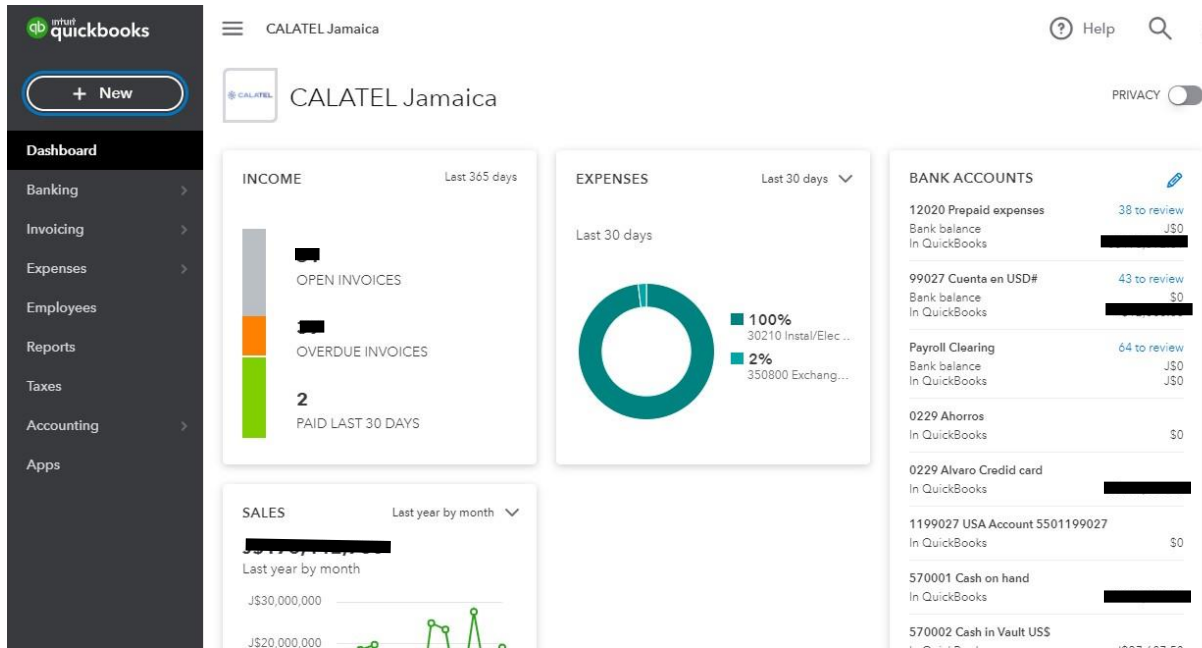 intuit
quickbooks
CALATEL Jamaica
Help
+ New
CALATEL
CALATEL Jamaica
PRIVACY
Dashboard
Banking
Invoicing
Expenses
Employees
Reports
Taxes
Accounting
Apps
INCOME
Last 365 days
OPEN INVOICES
OVERDUE INVOICES
2
PAID LAST 30 DAYS
EXPENSES
Last 30 days
Last 30 days
100%
30210 Instal/Elec ..
2%
350800 Exchang...
SALES
Last year by month
Last year by month
J$30,000,000
J$20,000,000
BANK ACCOUNTS
12020 Prepaid expenses 38 to review
Bank balance J$0
In QuickBooks
99027 Cuenta en USD# 43 to review
Bank balance $0
In QuickBooks
Payroll Clearing 64 to review
Bank balance J$0
In QuickBooks J$0
0229 Ahorros
In QuickBooks $0
0229 Alvaro Credid card
In QuickBooks
1199027 USA Account 5501199027
In QuickBooks $0
570001 Cash on hand
In QuickBooks
570002 Cash in Vault US$